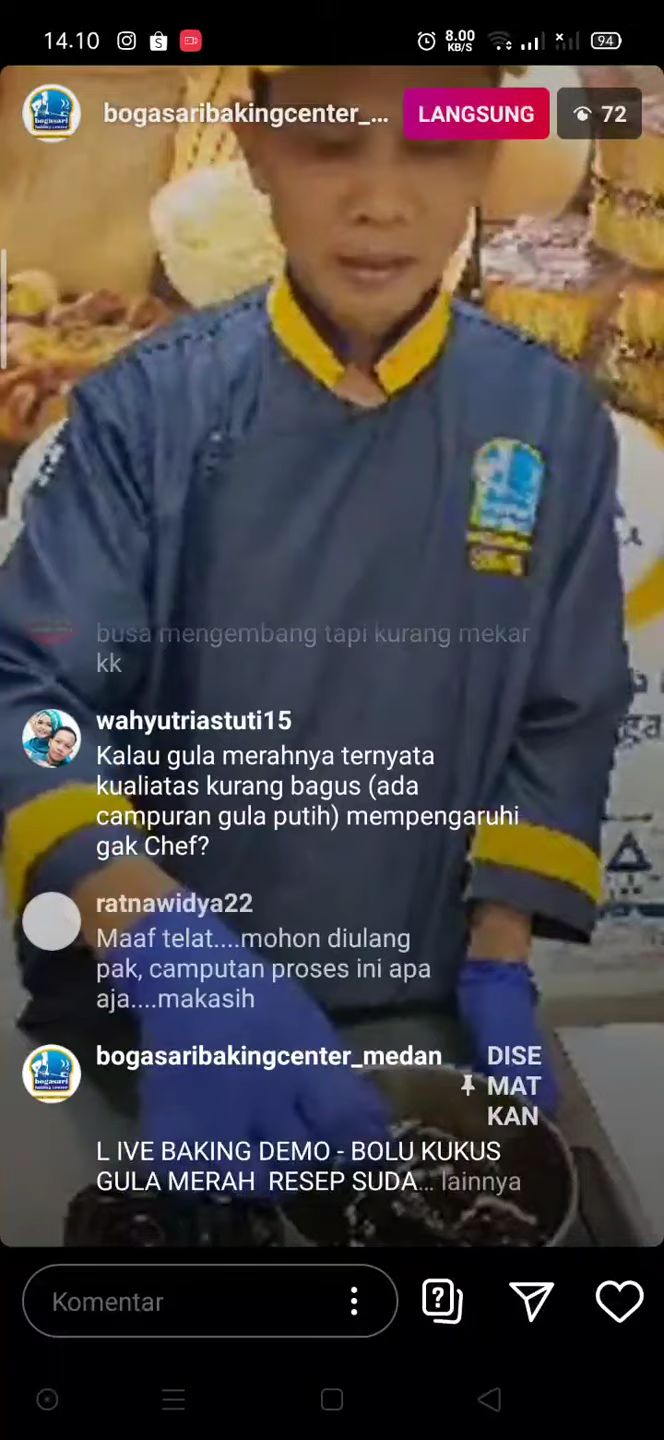 14.10
8.00
KB/S
94
bogasaribakingcenter_...
LANGSUNG
72
busa mengembang tapi kurang mekar
kk
wahyutriastuti15
Kalau gula merahnya ternyata
kualiatas kurang bagus (ada
campuran gula putih) mempengaruhi
gak Chef?
ratnawidya22
Maaf telat....mohon diulang
pak, camputan proses ini apa
aja....makasih
bogasaribakingcenter_medan
DISE
MAT
KAN
L IVE BAKING DEMO - BOLU KUKUS
GULA MERAH RESEP SUDA... lainnya
Komentar